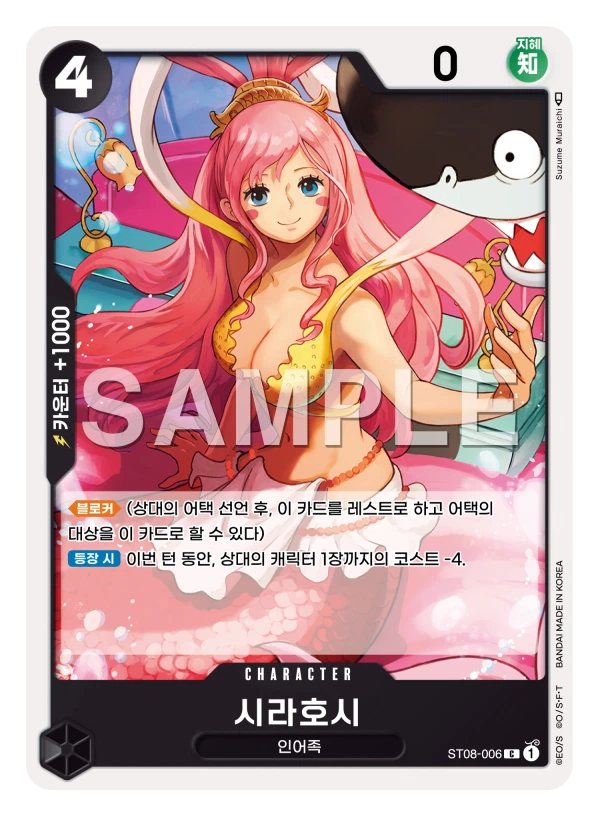 4
0
지혜
知
Suzume Muraichi
카운터 +1000
SAMPLE
블로커 (상대의 어택 선언 후, 이 카드를 레스트로 하고 어택의
대상을 이 카드로 할 수 있다)
등장 시 이번 턴 동안, 상대의 캐릭터 1장까지의 코스트 -4.
CHARACTER
시라호시
인어족
ST08-006 C 1
©EO/S ©O/S·F·T BANDAI MADE IN KOREA